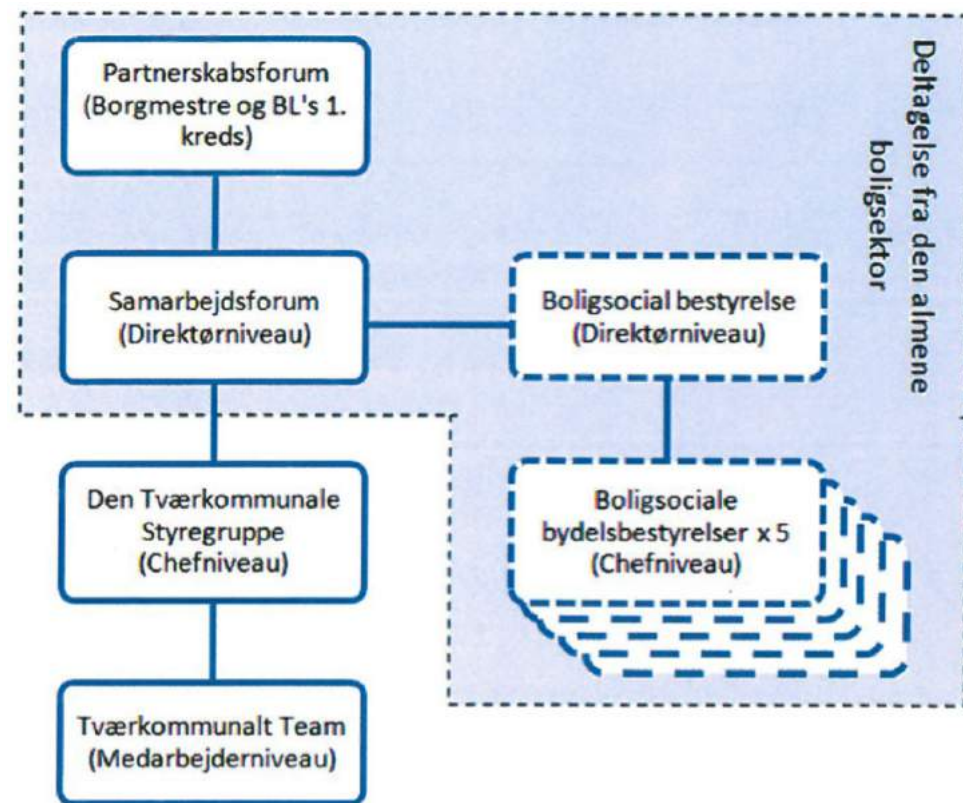 Partnerskabsforum
(Borgmestre og BL's 1.
kreds)
Deltagelse fra den almene
boligsektor
Samarbejdsforum
(Direktørniveau)
Boligsocial bestyrelse
(Direktørniveau)
Den Tværkommunale
Styregruppe
(Chefniveau)
Boligsociale
bydelsbestyrelser x 5
(Chefniveau)
Tværkommunalt Team
(Medarbejderniveau)